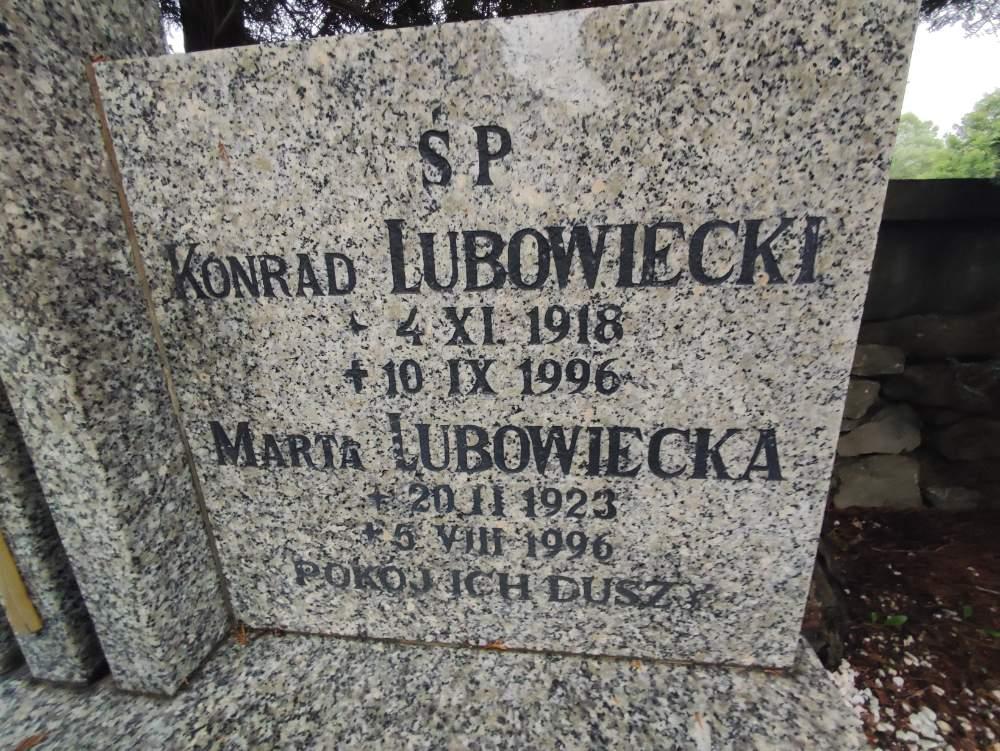 Ś P
KONRAD LUBOWIECKI
* 4 XI 1918
✝ 10 IX 1996
MARTA LUBOWIECKA
* 20 II 1923
✝ 5 VIII 1996
POKÓJ ICH DUSZY